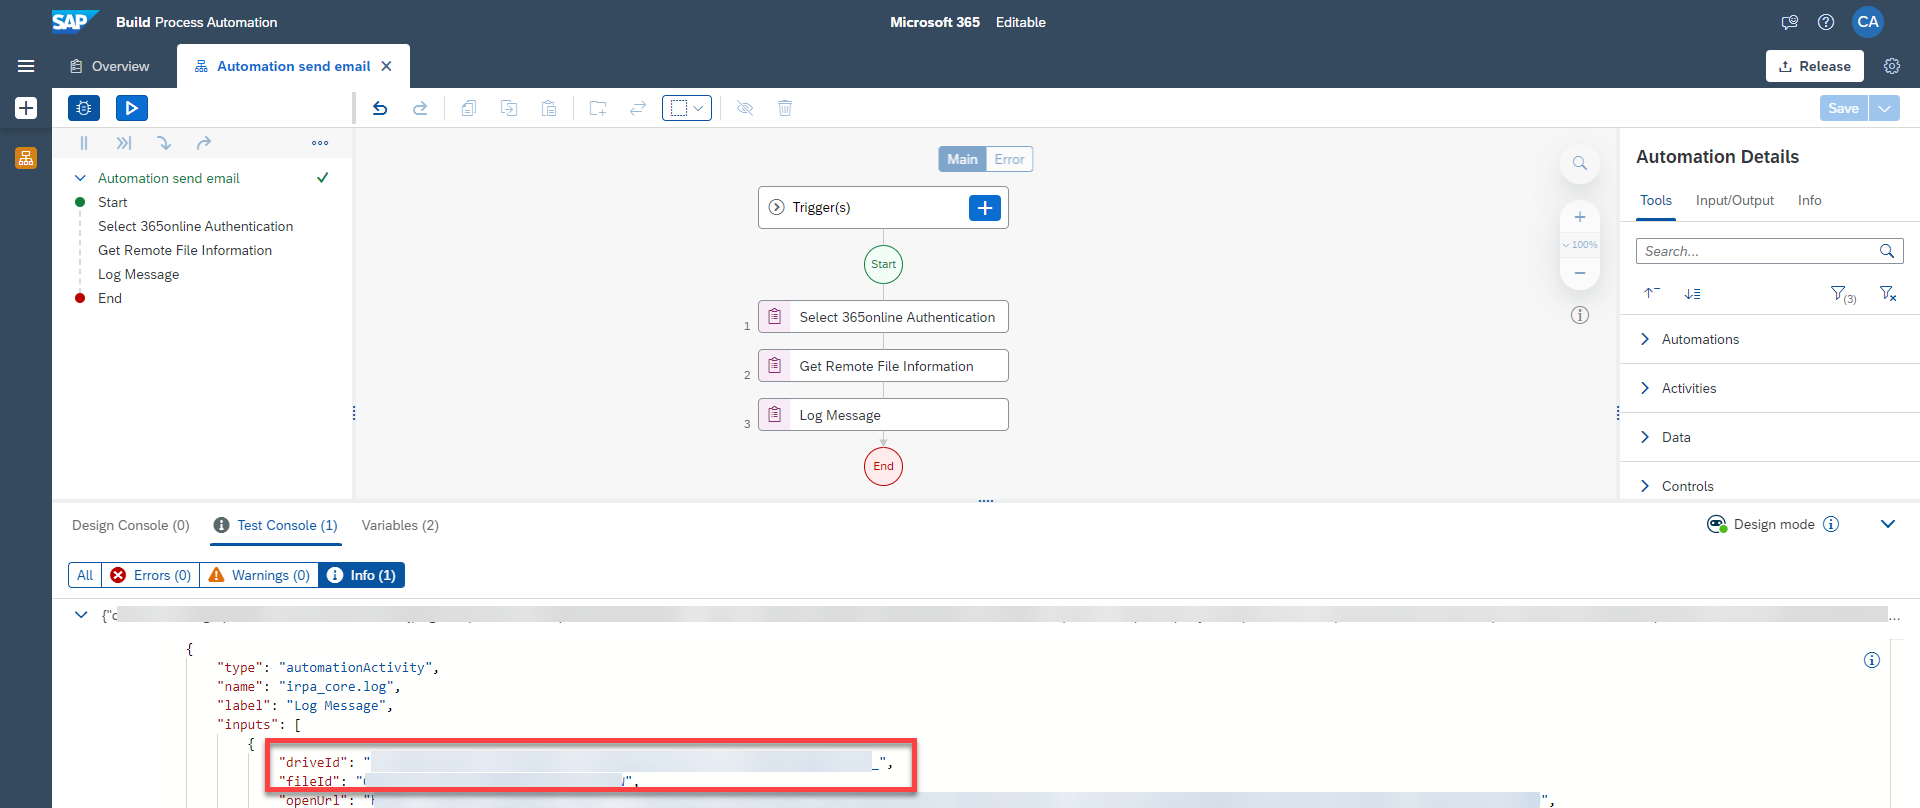 SAP Build Process Automation
Microsoft 365 Editable
CA
Overview
Automation send email
Release
Save
Automation send email
Start
Select 365online Authentication
Get Remote File Information
Log Message
End
Main Error
Trigger(s)
Start
1 Select 365online Authentication
2 Get Remote File Information
3 Log Message
End
100%
Automation Details
Tools Input/Output Info
Search...
(3)
Automations
Activities
Data
Controls
Design Console (0) Test Console (1) Variables (2)
Design mode
All Errors (0) Warnings (0) Info (1)
{"c ...
{
"type": "automationActivity",
"name": "irpa_core.log",
"label": "Log Message",
"inputs": [
{
"driveId": " _",
"fileId": " ",
"openUrl": " ",